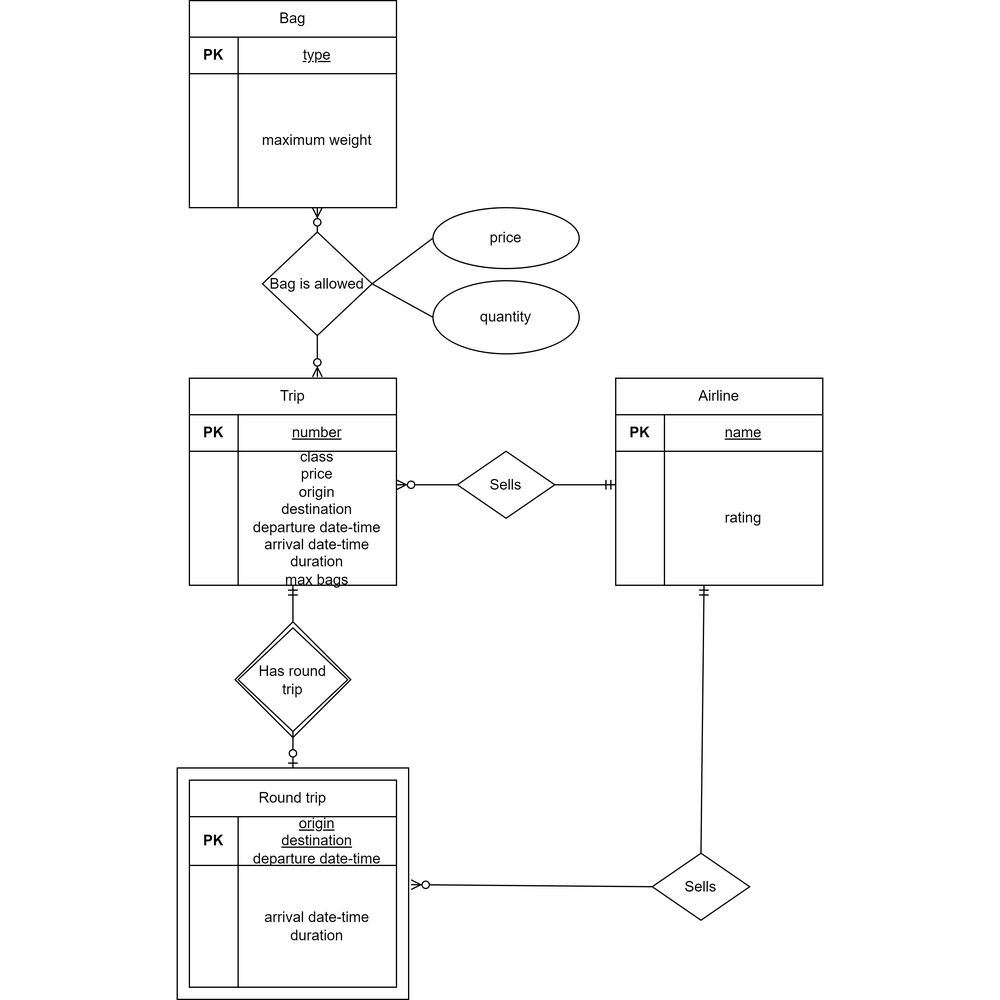 Bag
PK
type
maximum weight
price
Bag is allowed
quantity
Trip
PK
number
class
price
origin
destination
departure date-time
arrival date-time
duration
max bags
Sells
Airline
PK
name
rating
Has round
trip
Round trip
PK
origin
destination
departure date-time
arrival date-time
duration
Sells